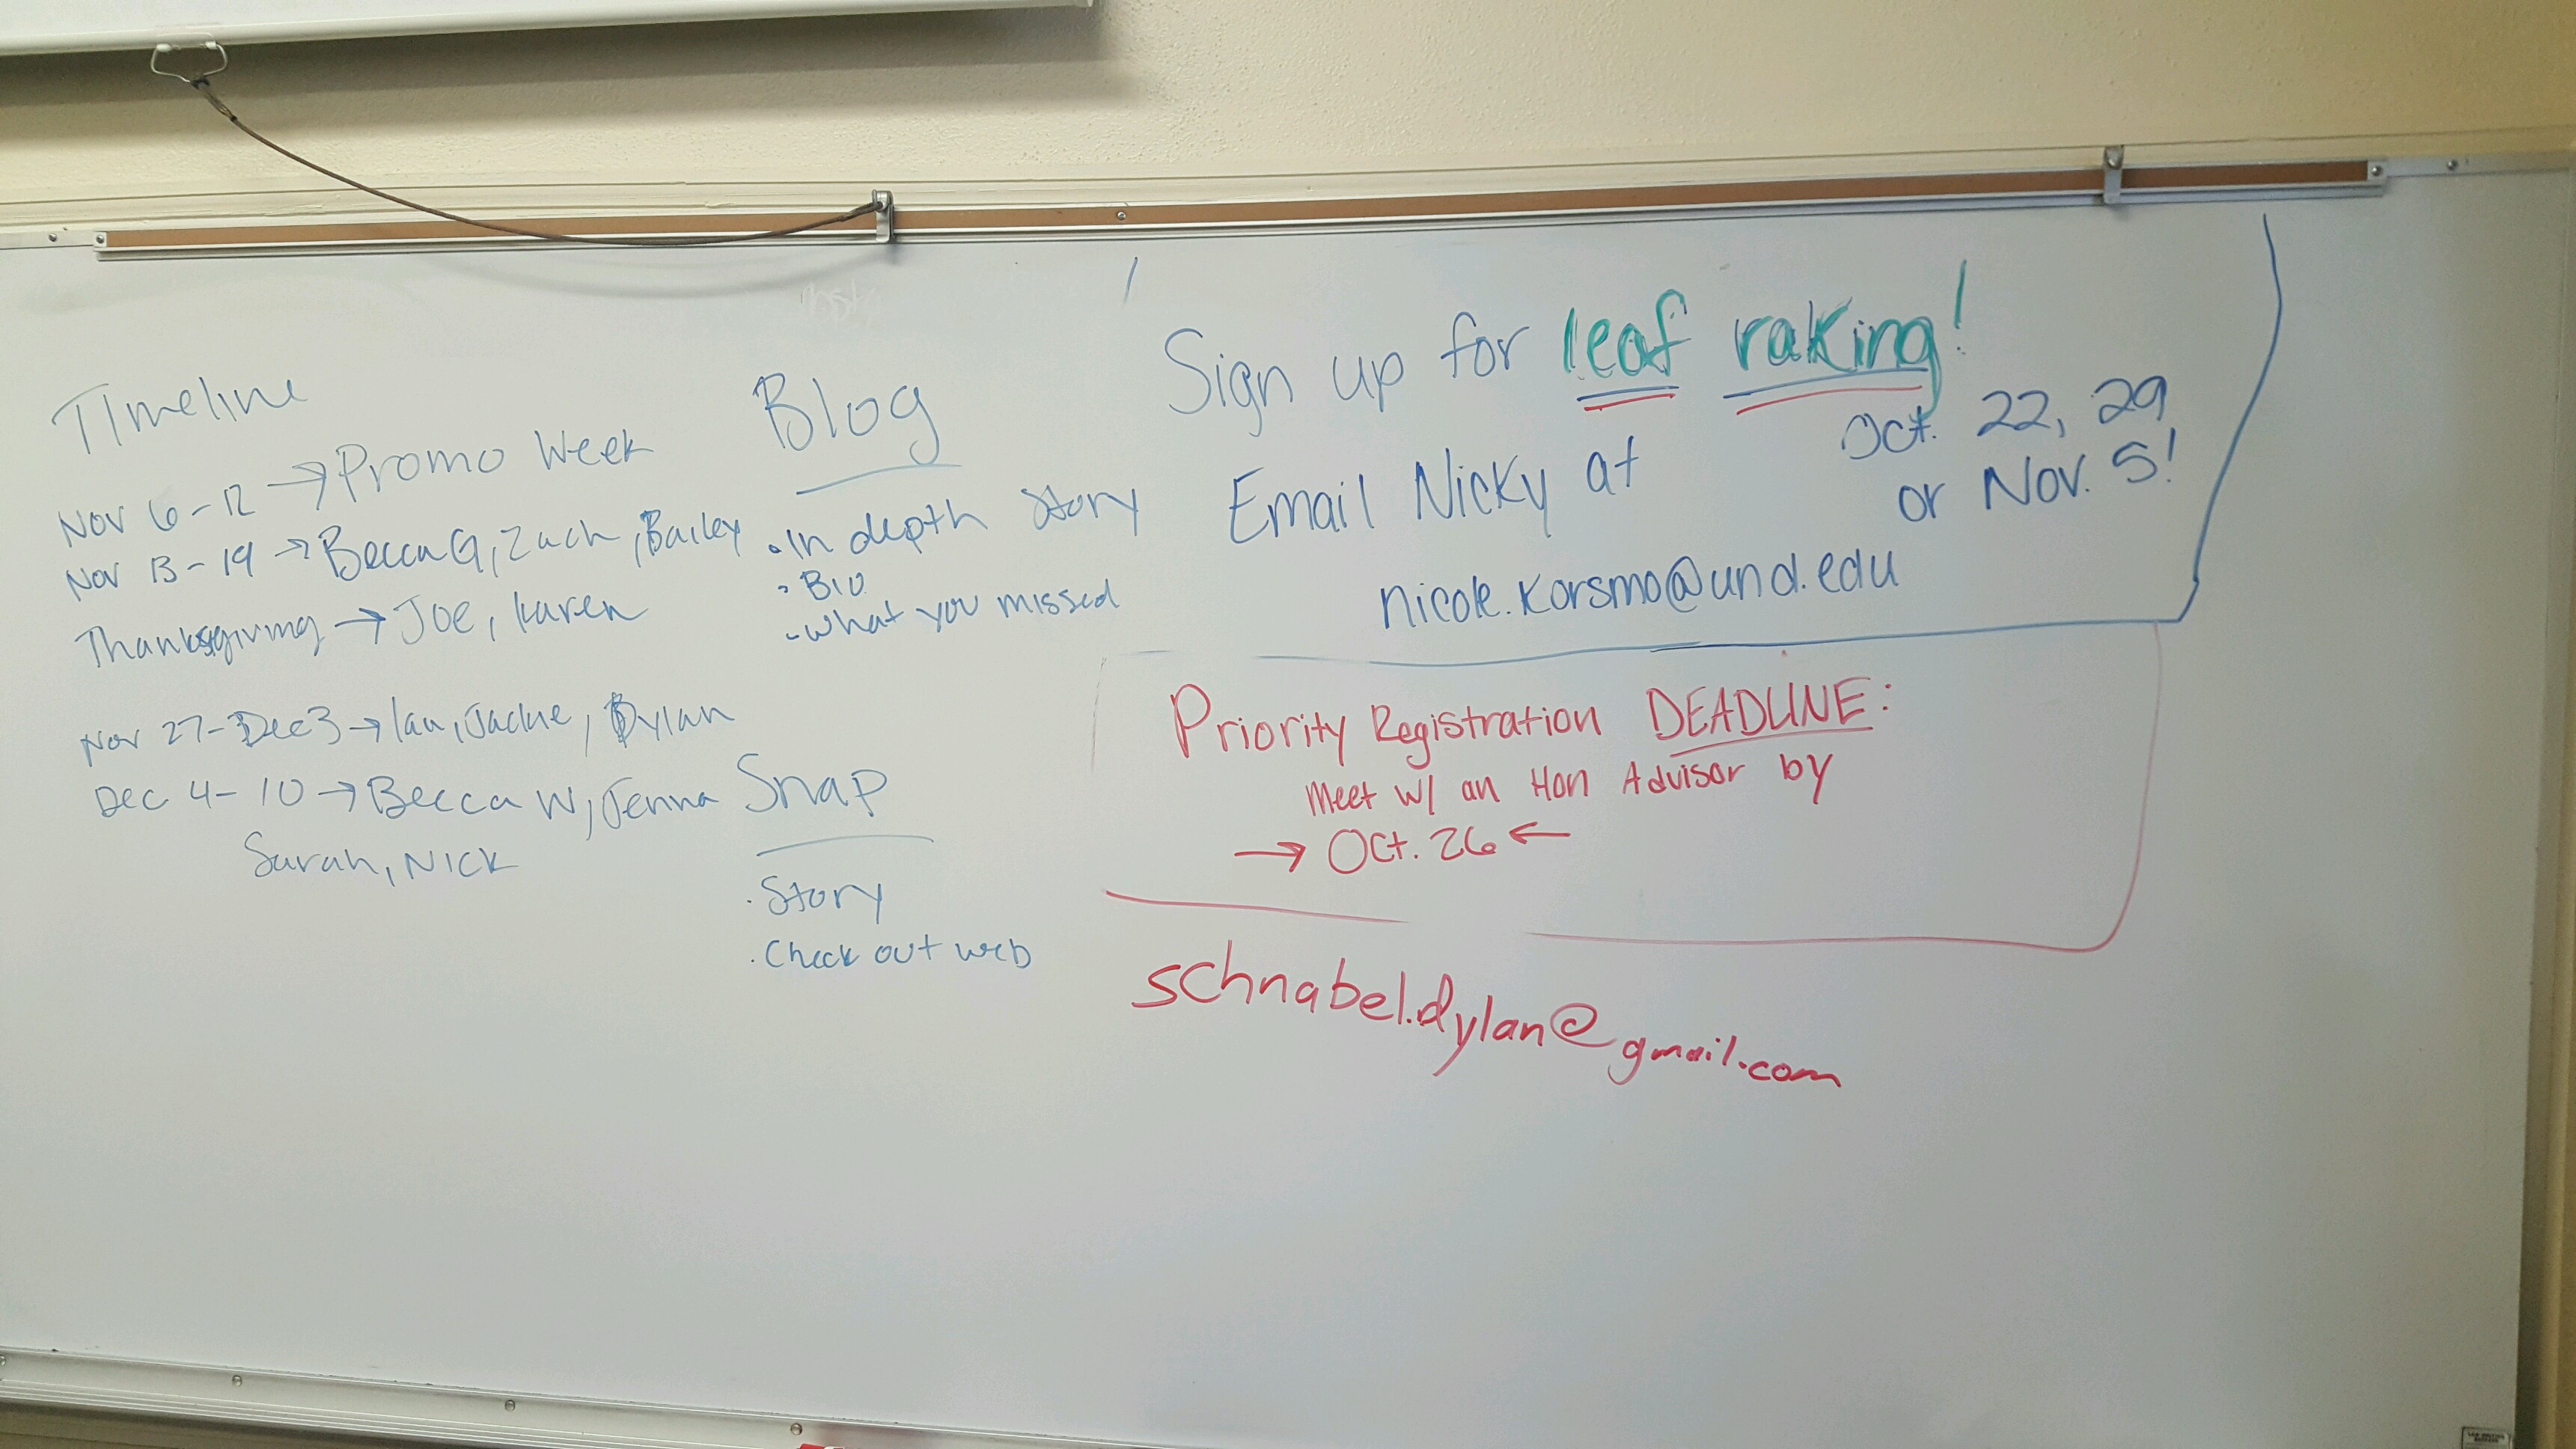 Timeline
Nov 6-12 → Promo Week
Nov 13-19 → Becca G, Zach, Bailey
Thanksgiving → Joe, Karen
Nov 27-Dec 3 → Ian, Jackie, Dylan
Dec 4-10 → Becca W, Jenna
Sarah, Nick
Blog
• In depth story
• Bio
• What you missed
Snap
• Story
• Check out web
Sign up for leaf raking!
Oct. 22, 29
or Nov. 5!
Email Nicky at
nicole.korsmo@und.edu
Priority Registration DEADLINE:
Meet w/ an Hon Advisor by
→ Oct. 26 ←
schnabel.dylan@gmail.com